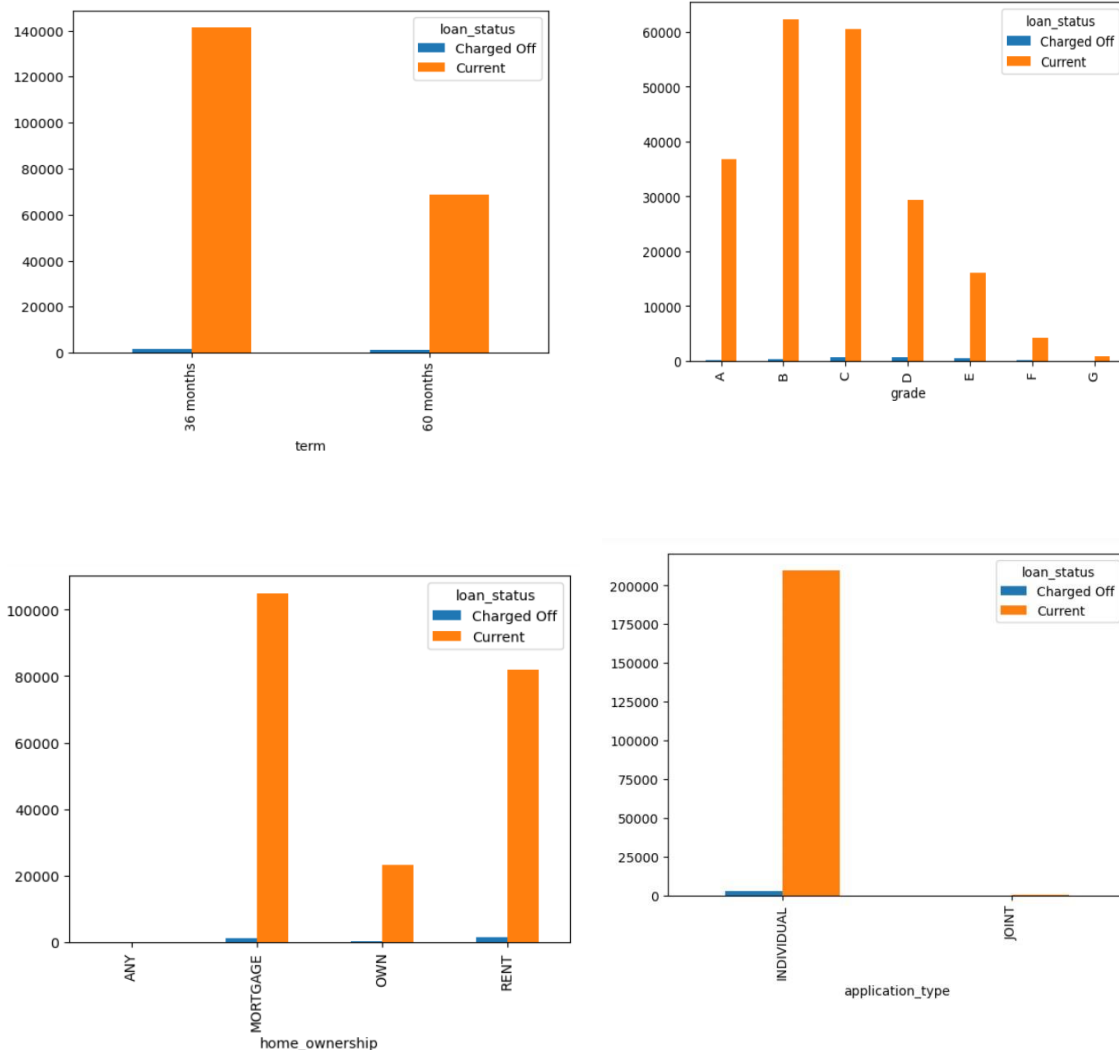 loan_status
Charged Off
Current
140000
120000
100000
80000
60000
40000
20000
0
36 months
60 months
term
loan_status
Charged Off
Current
60000
50000
40000
30000
20000
10000
0
A
B
C
D
E
F
G
grade
loan_status
Charged Off
Current
100000
80000
60000
40000
20000
0
ANY
MORTGAGE
OWN
RENT
home_ownership
loan_status
Charged Off
Current
200000
175000
150000
125000
100000
75000
50000
25000
0
INDIVIDUAL
JOINT
application_type